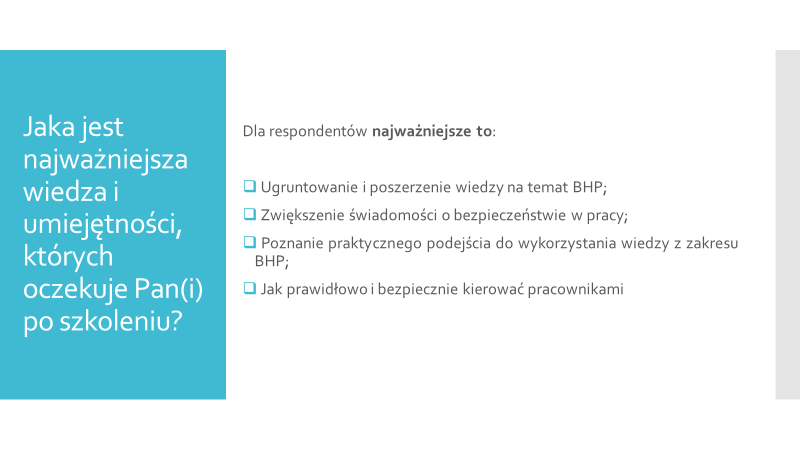 Jaka jest
najważniejsza
wiedza i
umiejętności,
których
oczekuje Pan(i)
po szkoleniu?
Dla respondentów najważniejsze to:
❑ Ugruntowanie i poszerzenie wiedzy na temat BHP;
❑ Zwiększenie świadomości o bezpieczeństwie w pracy;
❑ Poznanie praktycznego podejścia do wykorzystania wiedzy z zakresu
BHP;
❑ Jak prawidłowo i bezpiecznie kierować pracownikami